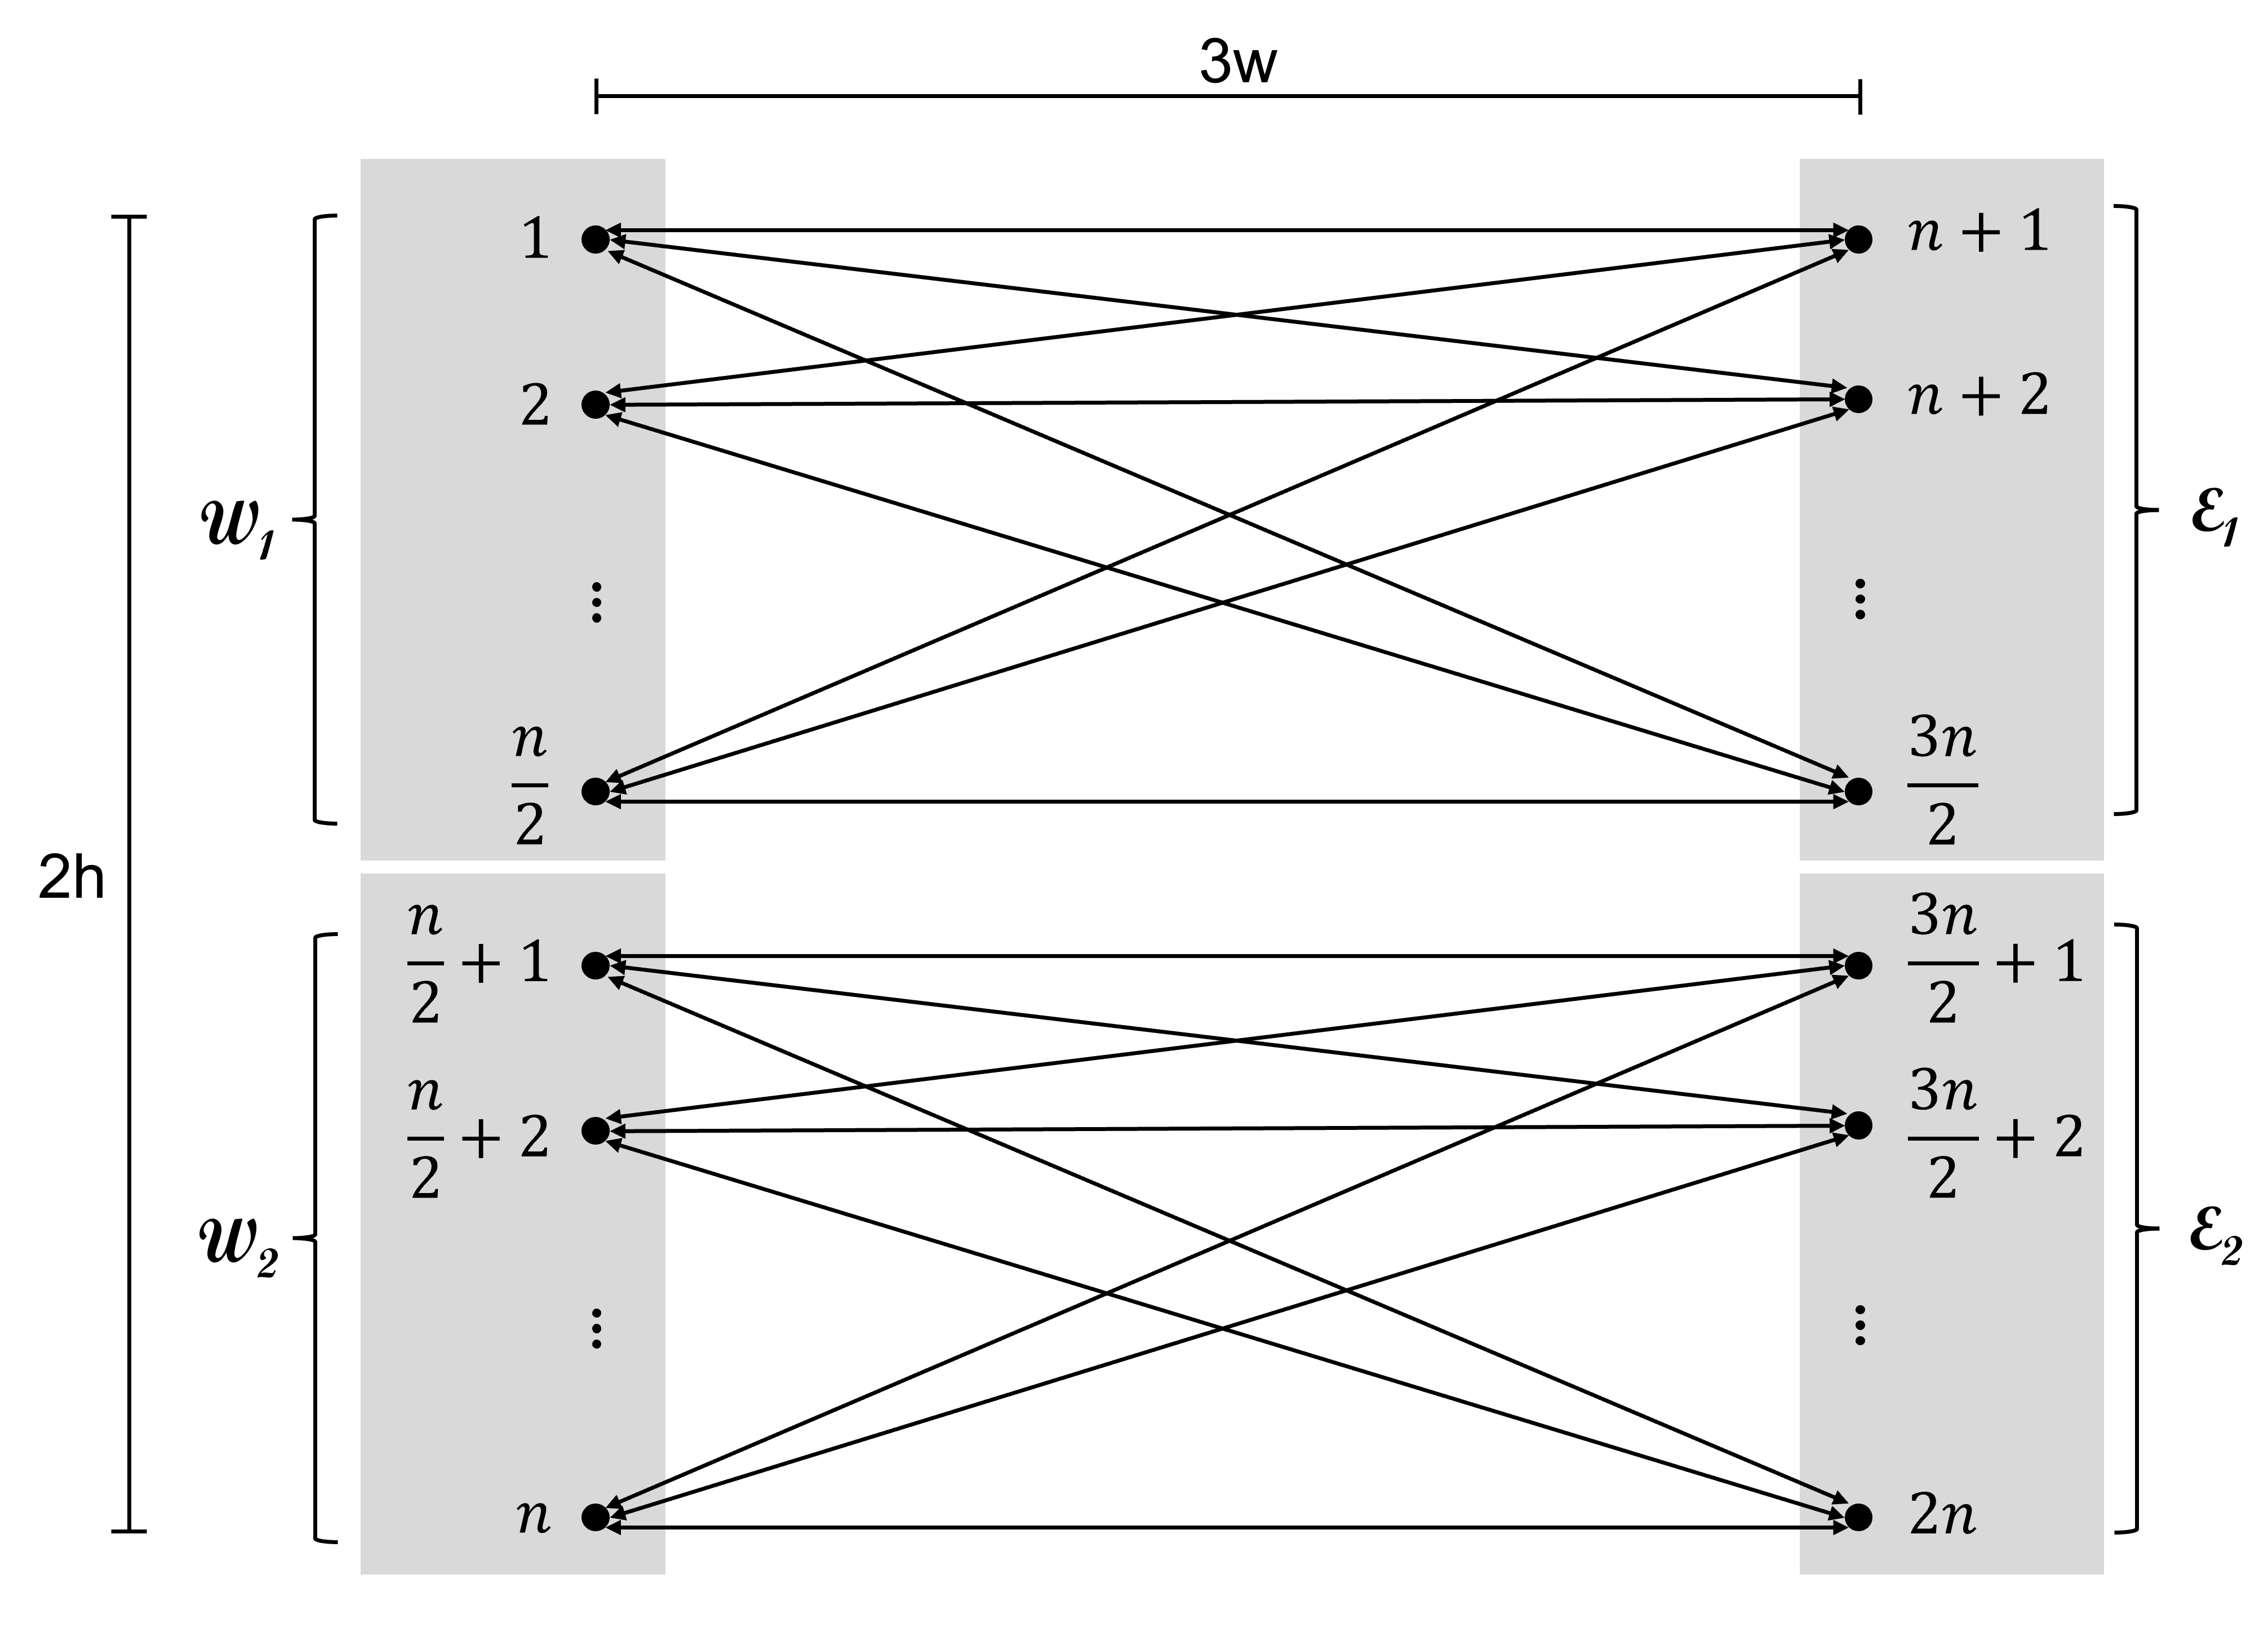 3w
1
n + 1
2
n + 2
w1
ε1
⋮
⋮
n/2
3n/2
2h
n/2 + 1
3n/2 + 1
n/2 + 2
3n/2 + 2
w2
ε2
⋮
⋮
n
2n